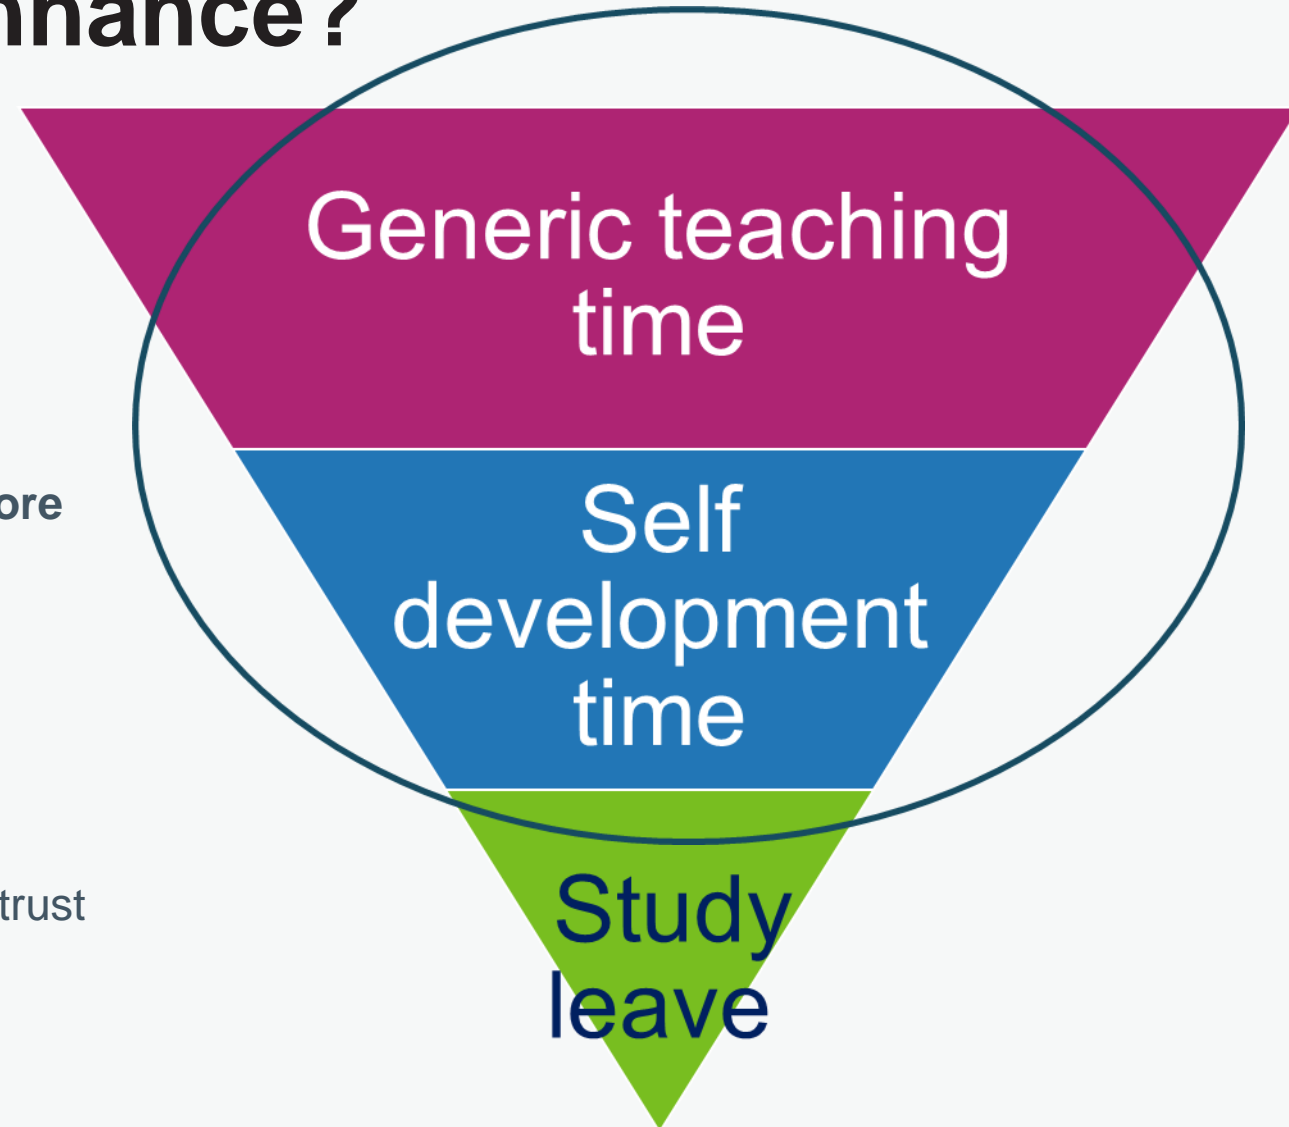 nhance?
Generic teaching
time
ore
Self
development
time
trust
Study
leave